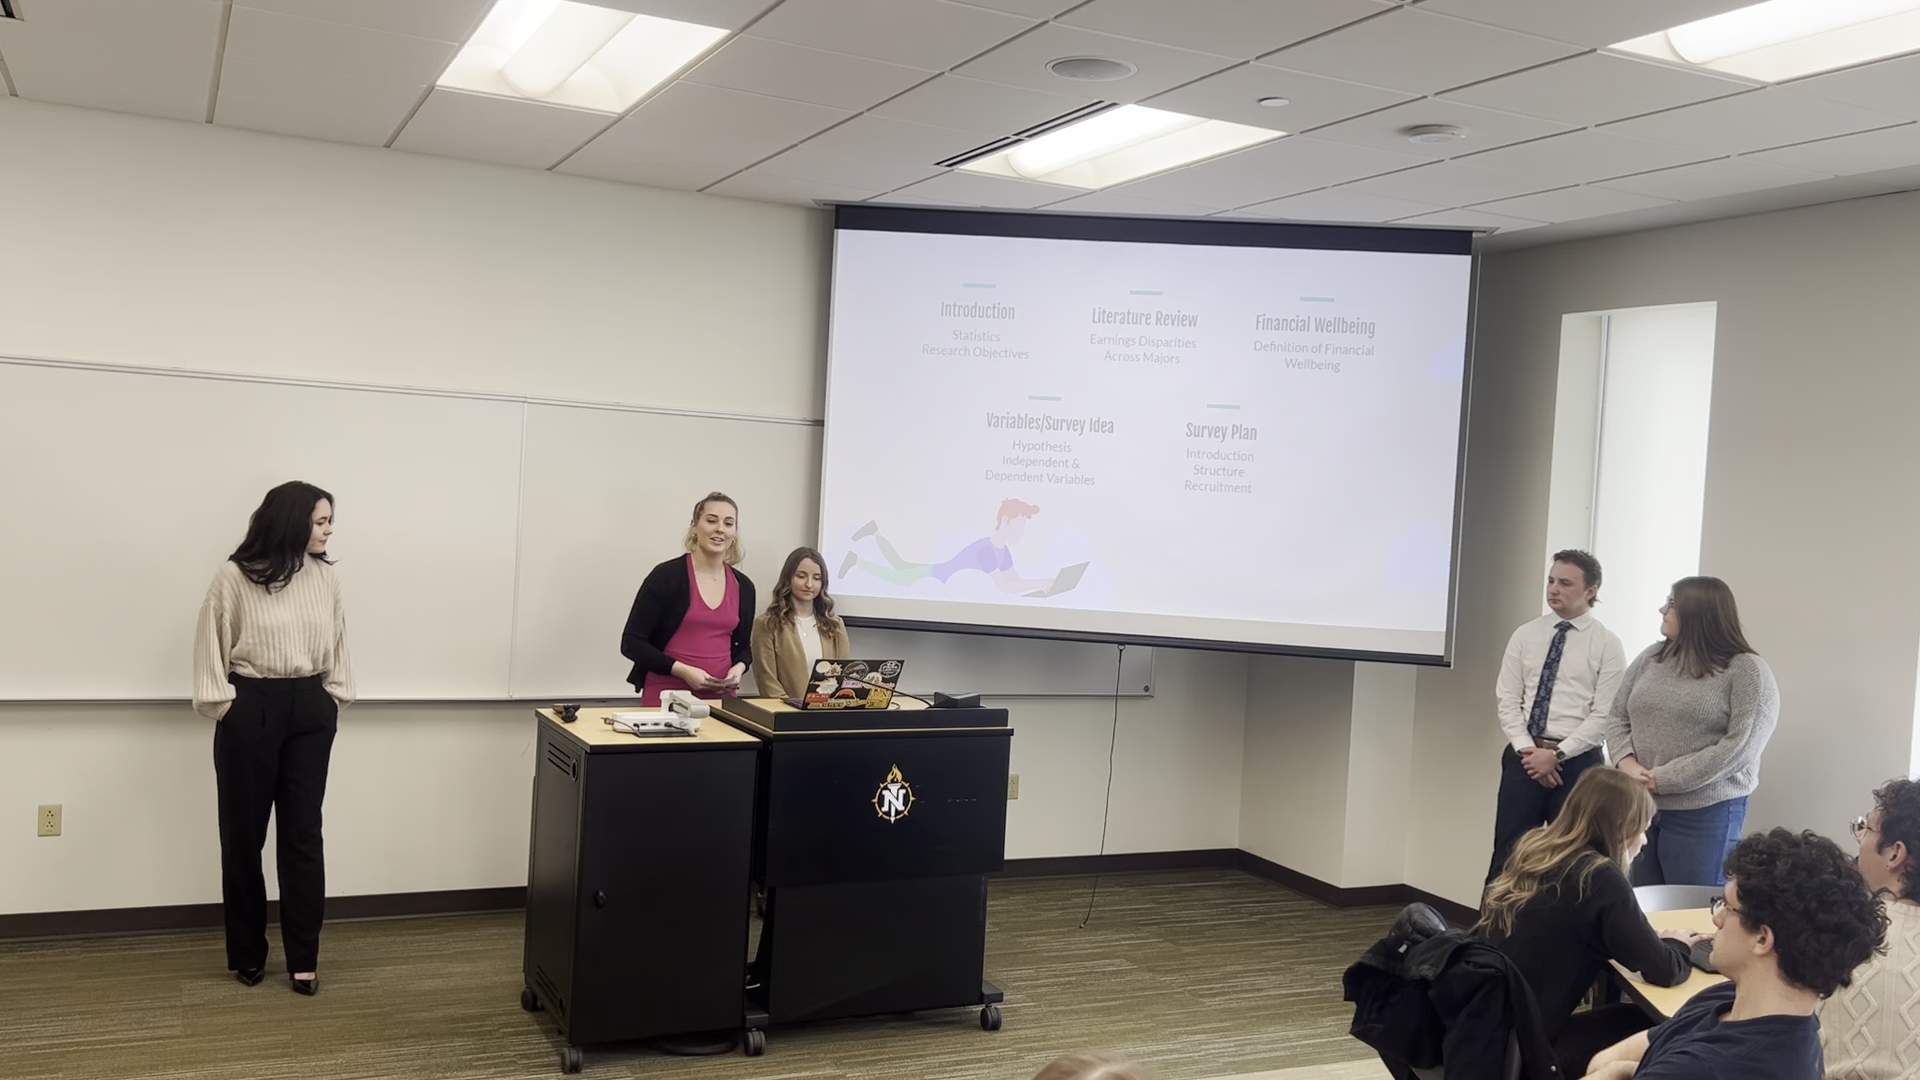 Introduction
Statistics
Research Objectives
Literature Review
Earnings Disparities
Across Majors
Financial Wellbeing
Definition of Financial
Wellbeing
Variables/Survey Idea
Hypothesis
Independent &
Dependent Variables
Survey Plan
Introduction
Structure
Recruitment
N